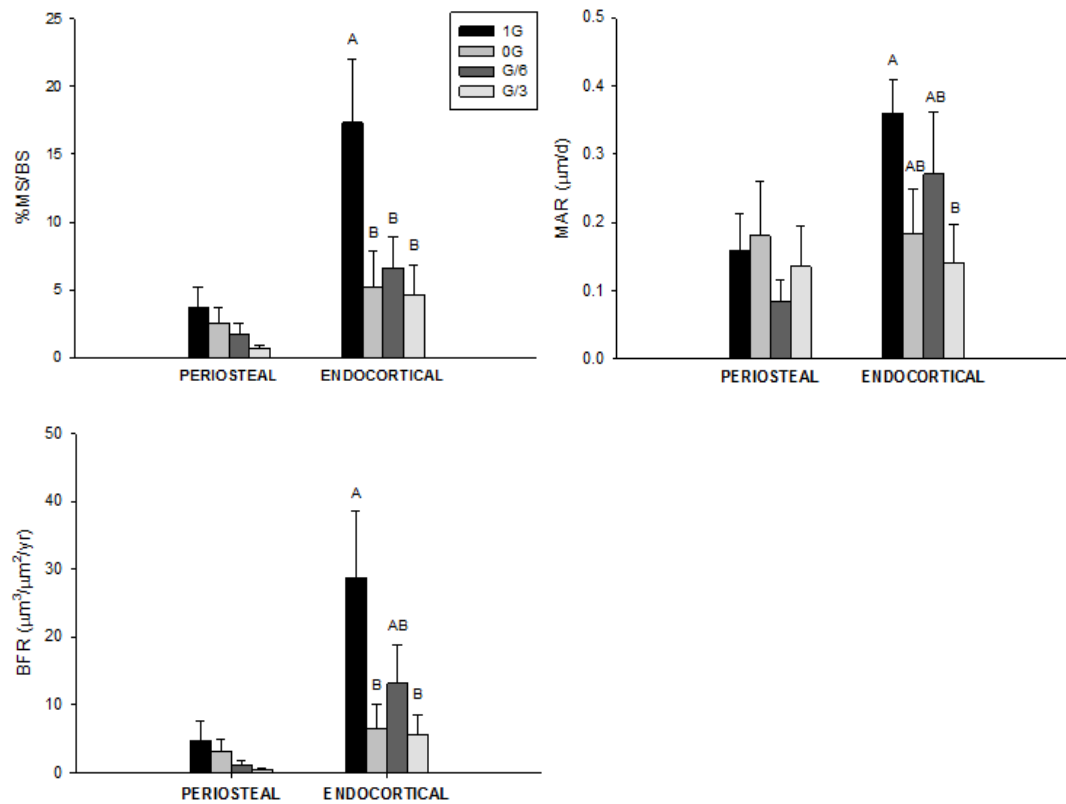 25
20
15
10
5
0
%MS/BS
A
B
B
B
PERIOSTEAL
ENDOCORTICAL
1G
0G
G/6
G/3
0.5
0.4
0.3
0.2
0.1
0.0
MAR (μm/d)
A
AB
AB
B
PERIOSTEAL
ENDOCORTICAL
50
40
30
20
10
0
BFR (μm³/μm²/yr)
A
B
AB
B
PERIOSTEAL
ENDOCORTICAL